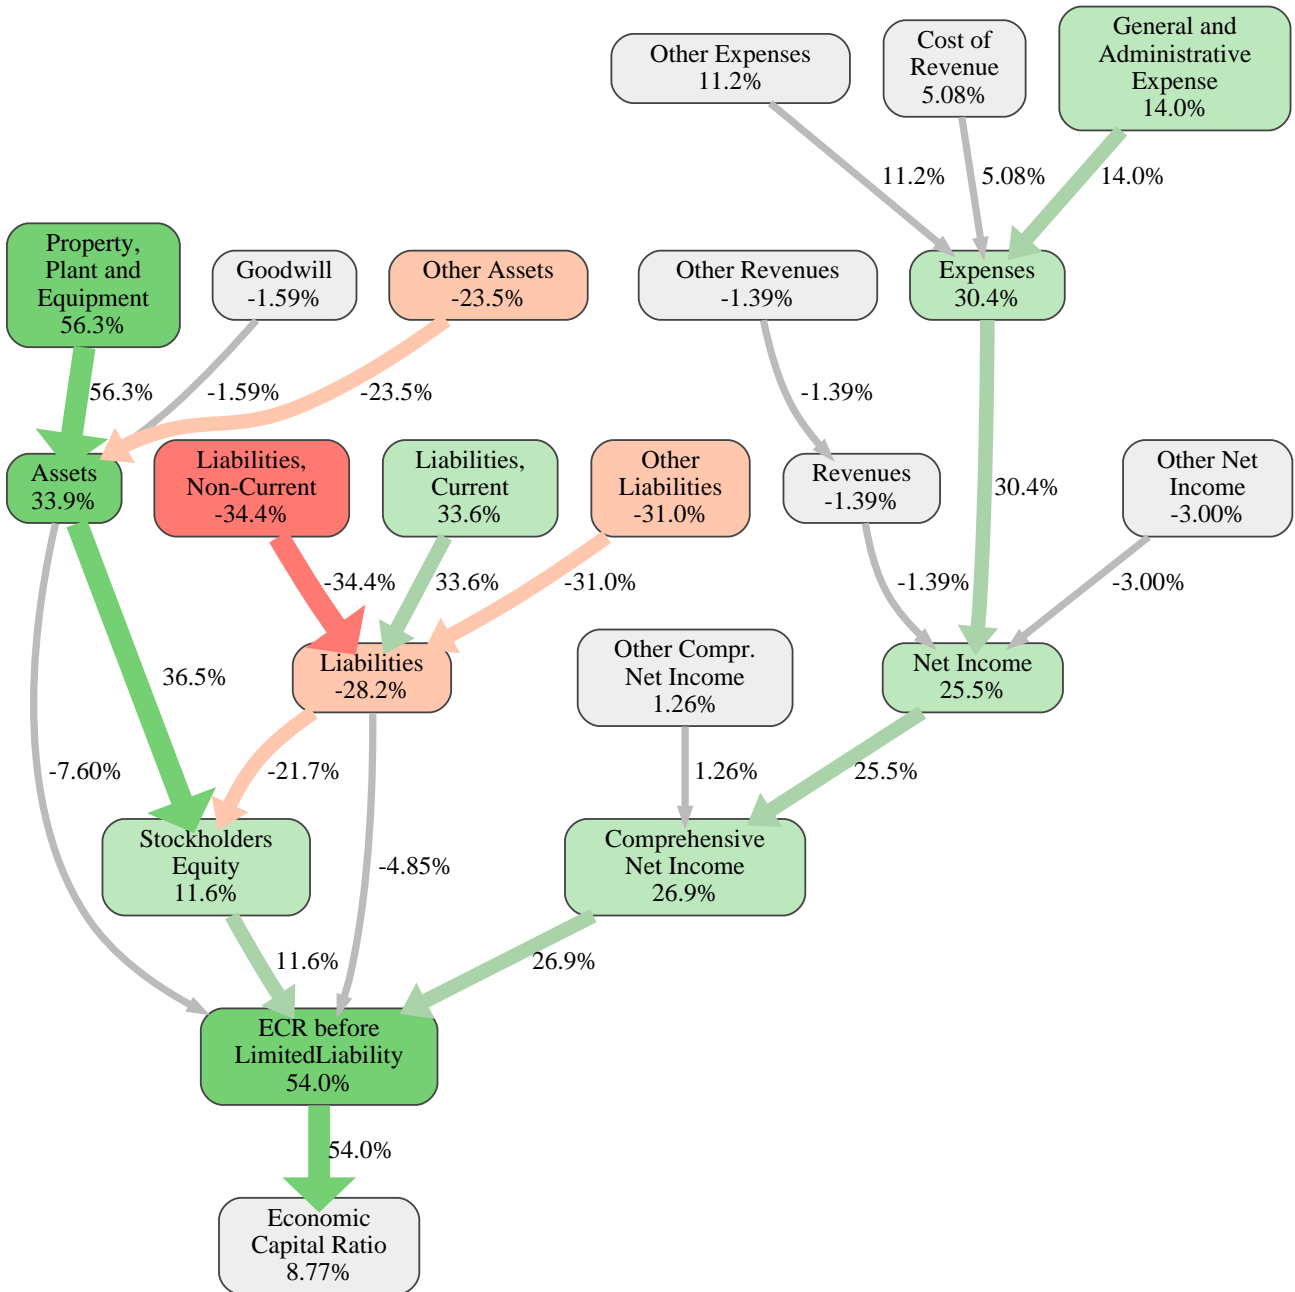 Other Expenses
11.2%
Cost of
Revenue
5.08%
General and
Administrative
Expense
14.0%
11.2%
5.08%
14.0%
Property,
Plant and
Equipment
56.3%
Goodwill
-1.59%
Other Assets
-23.5%
Other Revenues
-1.39%
Expenses
30.4%
56.3%
-1.59%
-23.5%
-1.39%
Assets
33.9%
Liabilities,
Non-Current
-34.4%
Liabilities,
Current
33.6%
Other
Liabilities
-31.0%
Revenues
-1.39%
30.4%
Other Net
Income
-3.00%
-34.4%
33.6%
-31.0%
-1.39%
-3.00%
36.5%
Liabilities
-28.2%
Other Compr.
Net Income
1.26%
Net Income
25.5%
-7.60%
-21.7%
1.26%
25.5%
Stockholders
Equity
11.6%
-4.85%
Comprehensive
Net Income
26.9%
11.6%
26.9%
ECR before
LimitedLiability
54.0%
54.0%
Economic
Capital Ratio
8.77%